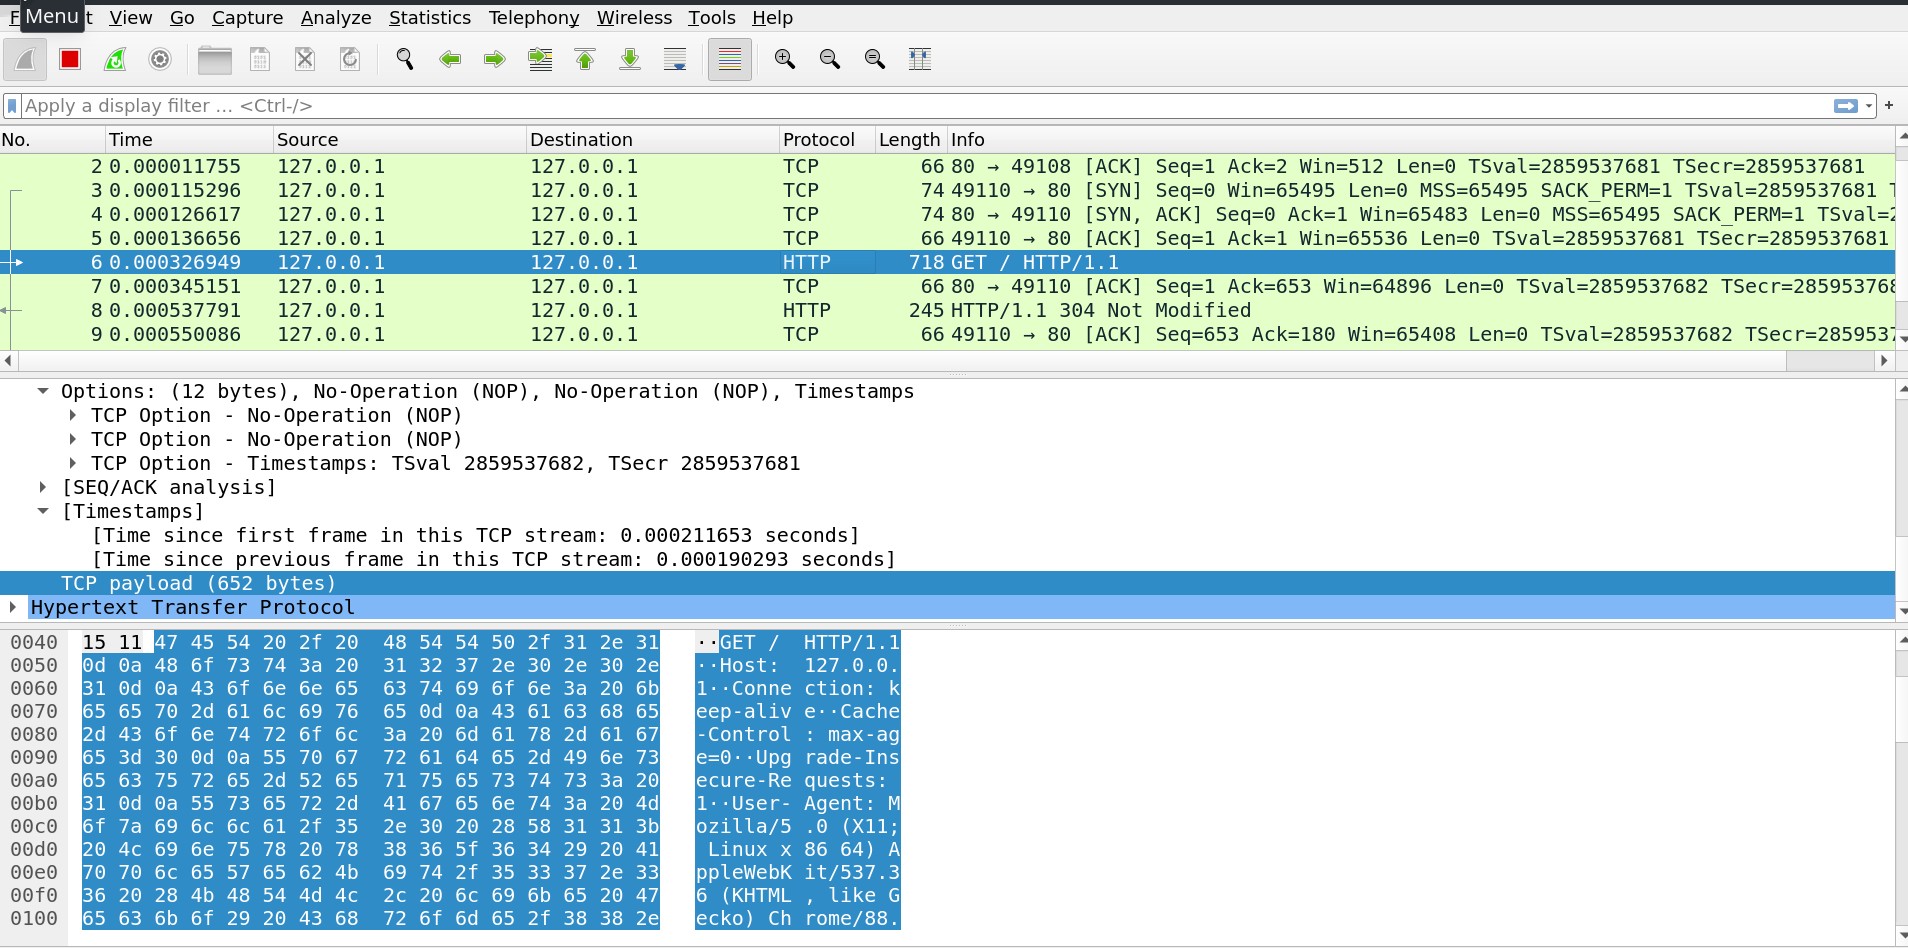 F Menu t View Go Capture Analyze Statistics Telephony Wireless Tools Help
Apply a display filter … <Ctrl-/>
+
No. Time Source Destination Protocol Length Info
2 0.000011755 127.0.0.1 127.0.0.1 TCP 66 80 → 49108 [ACK] Seq=1 Ack=2 Win=512 Len=0 TSval=2859537681 TSecr=2859537681
3 0.000115296 127.0.0.1 127.0.0.1 TCP 74 49110 → 80 [SYN] Seq=0 Win=65495 Len=0 MSS=65495 SACK_PERM=1 TSval=2859537681 T
4 0.000126617 127.0.0.1 127.0.0.1 TCP 74 80 → 49110 [SYN, ACK] Seq=0 Ack=1 Win=65483 Len=0 MSS=65495 SACK_PERM=1 TSval=2
5 0.000136656 127.0.0.1 127.0.0.1 TCP 66 49110 → 80 [ACK] Seq=1 Ack=1 Win=65536 Len=0 TSval=2859537681 TSecr=2859537681
6 0.000326949 127.0.0.1 127.0.0.1 HTTP 718 GET / HTTP/1.1
7 0.000345151 127.0.0.1 127.0.0.1 TCP 66 80 → 49110 [ACK] Seq=1 Ack=653 Win=64896 Len=0 TSval=2859537682 TSecr=285953768
8 0.000537791 127.0.0.1 127.0.0.1 HTTP 245 HTTP/1.1 304 Not Modified
9 0.000550086 127.0.0.1 127.0.0.1 TCP 66 49110 → 80 [ACK] Seq=653 Ack=180 Win=65408 Len=0 TSval=2859537682 TSecr=2859537
Options: (12 bytes), No-Operation (NOP), No-Operation (NOP), Timestamps
TCP Option - No-Operation (NOP)
TCP Option - No-Operation (NOP)
TCP Option - Timestamps: TSval 2859537682, TSecr 2859537681
[SEQ/ACK analysis]
[Timestamps]
[Time since first frame in this TCP stream: 0.000211653 seconds]
[Time since previous frame in this TCP stream: 0.000190293 seconds]
TCP payload (652 bytes)
Hypertext Transfer Protocol
0040 15 11 47 45 54 20 2f 20 48 54 54 50 2f 31 2e 31 ··GET / HTTP/1.1
0050 0d 0a 48 6f 73 74 3a 20 31 32 37 2e 30 2e 30 2e ··Host: 127.0.0.
0060 31 0d 0a 43 6f 6e 6e 65 63 74 69 6f 6e 3a 20 6b 1··Conne ction: k
0070 65 65 70 2d 61 6c 69 76 65 0d 0a 43 61 63 68 65 eep-aliv e··Cache
0080 2d 43 6f 6e 74 72 6f 6c 3a 20 6d 61 78 2d 61 67 -Control : max-ag
0090 65 3d 30 0d 0a 55 70 67 72 61 64 65 2d 49 6e 73 e=0··Upg rade-Ins
00a0 65 63 75 72 65 2d 52 65 71 75 65 73 74 73 3a 20 ecure-Re quests:
00b0 31 0d 0a 55 73 65 72 2d 41 67 65 6e 74 3a 20 4d 1··User- Agent: M
00c0 6f 7a 69 6c 6c 61 2f 35 2e 30 20 28 58 31 31 3b ozilla/5 .0 (X11;
00d0 20 4c 69 6e 75 78 20 78 38 36 5f 36 34 29 20 41 Linux x 86 64) A
00e0 70 70 6c 65 57 65 62 4b 69 74 2f 35 33 37 2e 33 ppleWebK it/537.3
00f0 36 20 28 4b 48 54 4d 4c 2c 20 6c 69 6b 65 20 47 6 (KHTML , like G
0100 65 63 6b 6f 29 20 43 68 72 6f 6d 65 2f 38 38 2e ecko) Ch rome/88.